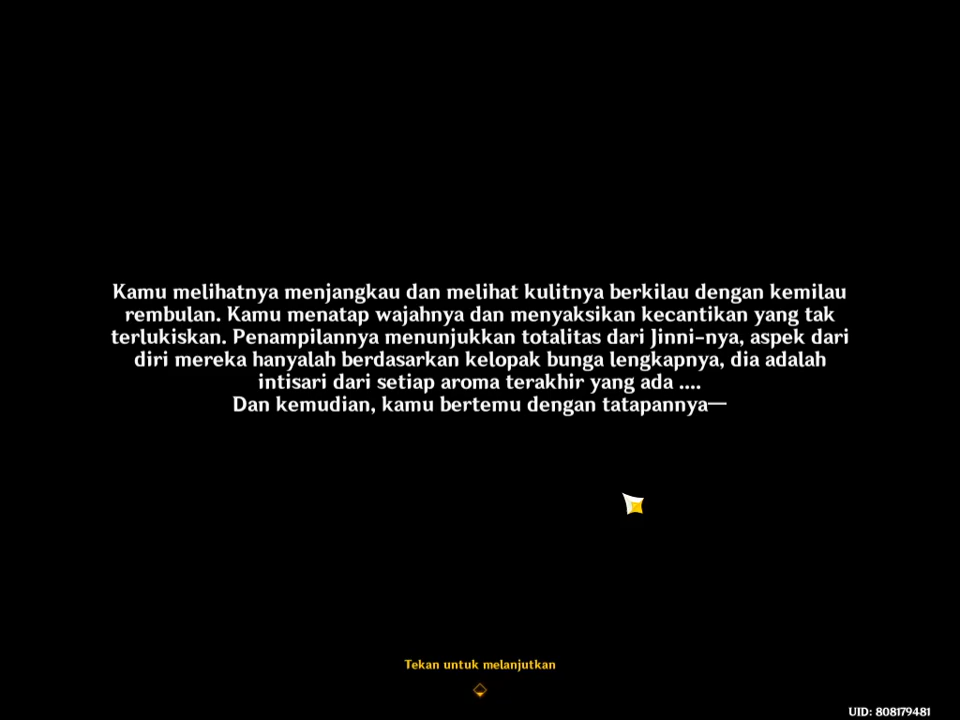 Kamu melihatnya menjangkau dan melihat kulitnya berkilau dengan kemilau
rembulan. Kamu menatap wajahnya dan menyaksikan kecantikan yang tak
terlukiskan. Penampilannya menunjukkan totalitas dari Jinni-nya, aspek dari
diri mereka hanyalah berdasarkan kelopak bunga lengkapnya, dia adalah
intisari dari setiap aroma terakhir yang ada ....
Dan kemudian, kamu bertemu dengan tatapannya—
Tekan untuk melanjutkan
UID: 808179481